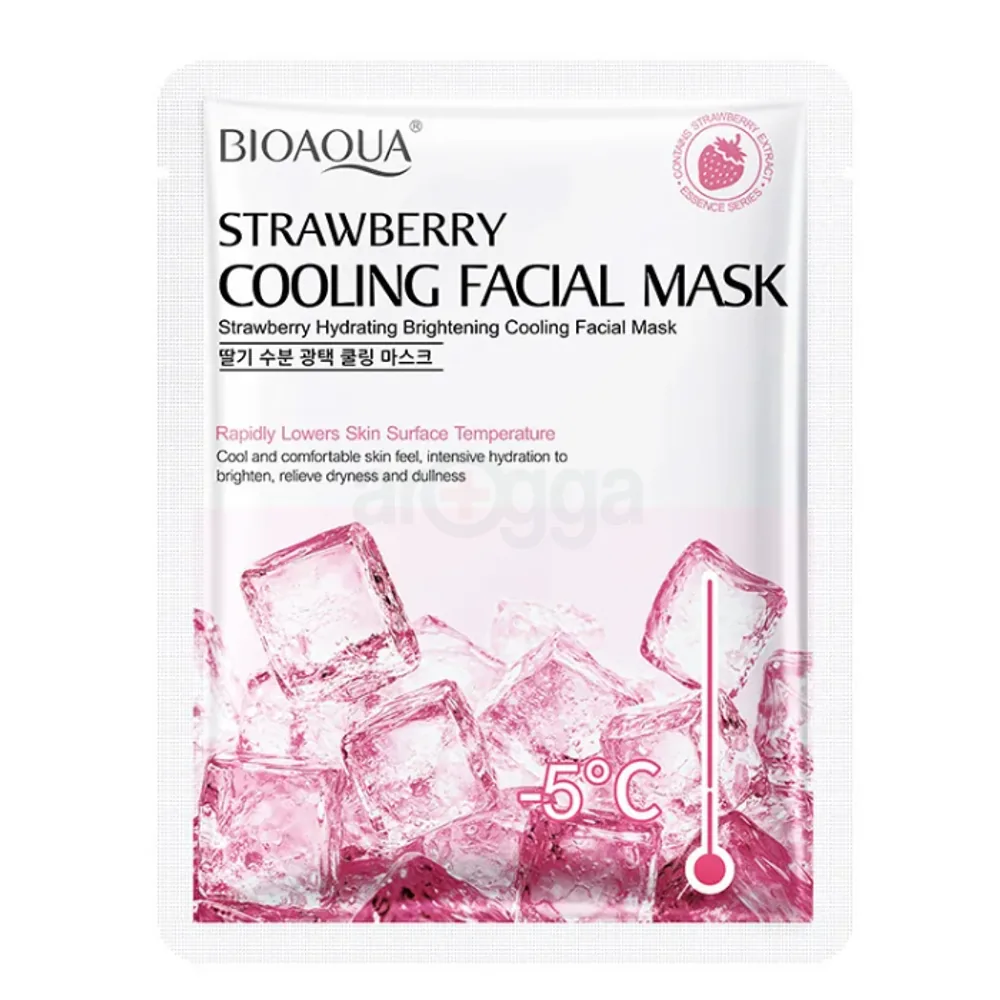 BIOAQUA®
CONTAINS STRAWBERRY EXTRACT
ESSENCE SERIES
STRAWBERRY
COOLING FACIAL MASK
Strawberry Hydrating Brightening Cooling Facial Mask
딸기 수분 광택 쿨링 마스크
Rapidly Lowers Skin Surface Temperature
Cool and comfortable skin feel, intensive hydration to
brighten, relieve dryness and dullness
arogga
-5°C